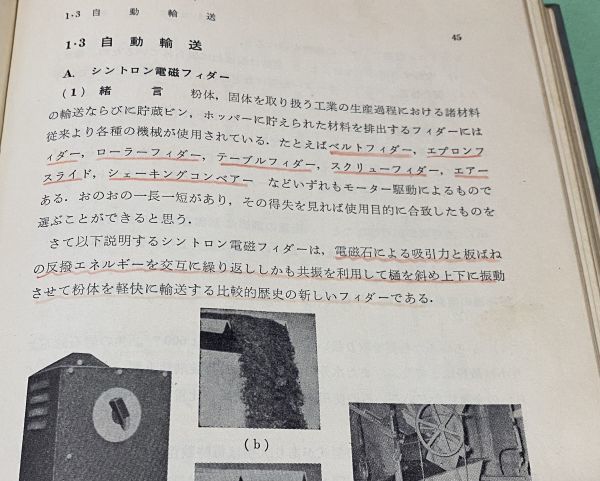 1・3 自動輸送
45
1・3 自動輸送
A. シントロン電磁フィダー
(1) 緒言 粉体，固体を取り扱う工業の生産過程における諸材料
の輸送ならびに貯蔵ビン，ホッパーに貯えられた材料を排出するフィダーには
従来より各種の機械が使用されている．たとえばベルトフィダー，エプロンフ
ィダー，ローラーフィダー，テーブルフィダー，スクリューフィダー，エアー
スライド，シェーキングコンベアー などいずれもモーター駆動によるもので
ある．おのおの一長一短があり，その得失を見れば使用目的に合致したものを
選ぶことができると思う．
さて以下説明するシントロン電磁フィダーは，電磁石による吸引力と板ばね
の反撥エネルギーを交互に繰り返ししかも共振を利用して樋を斜め上下に振動
させて粉体を軽快に輸送する比較的歴史の新しいフィダーである．
(b)